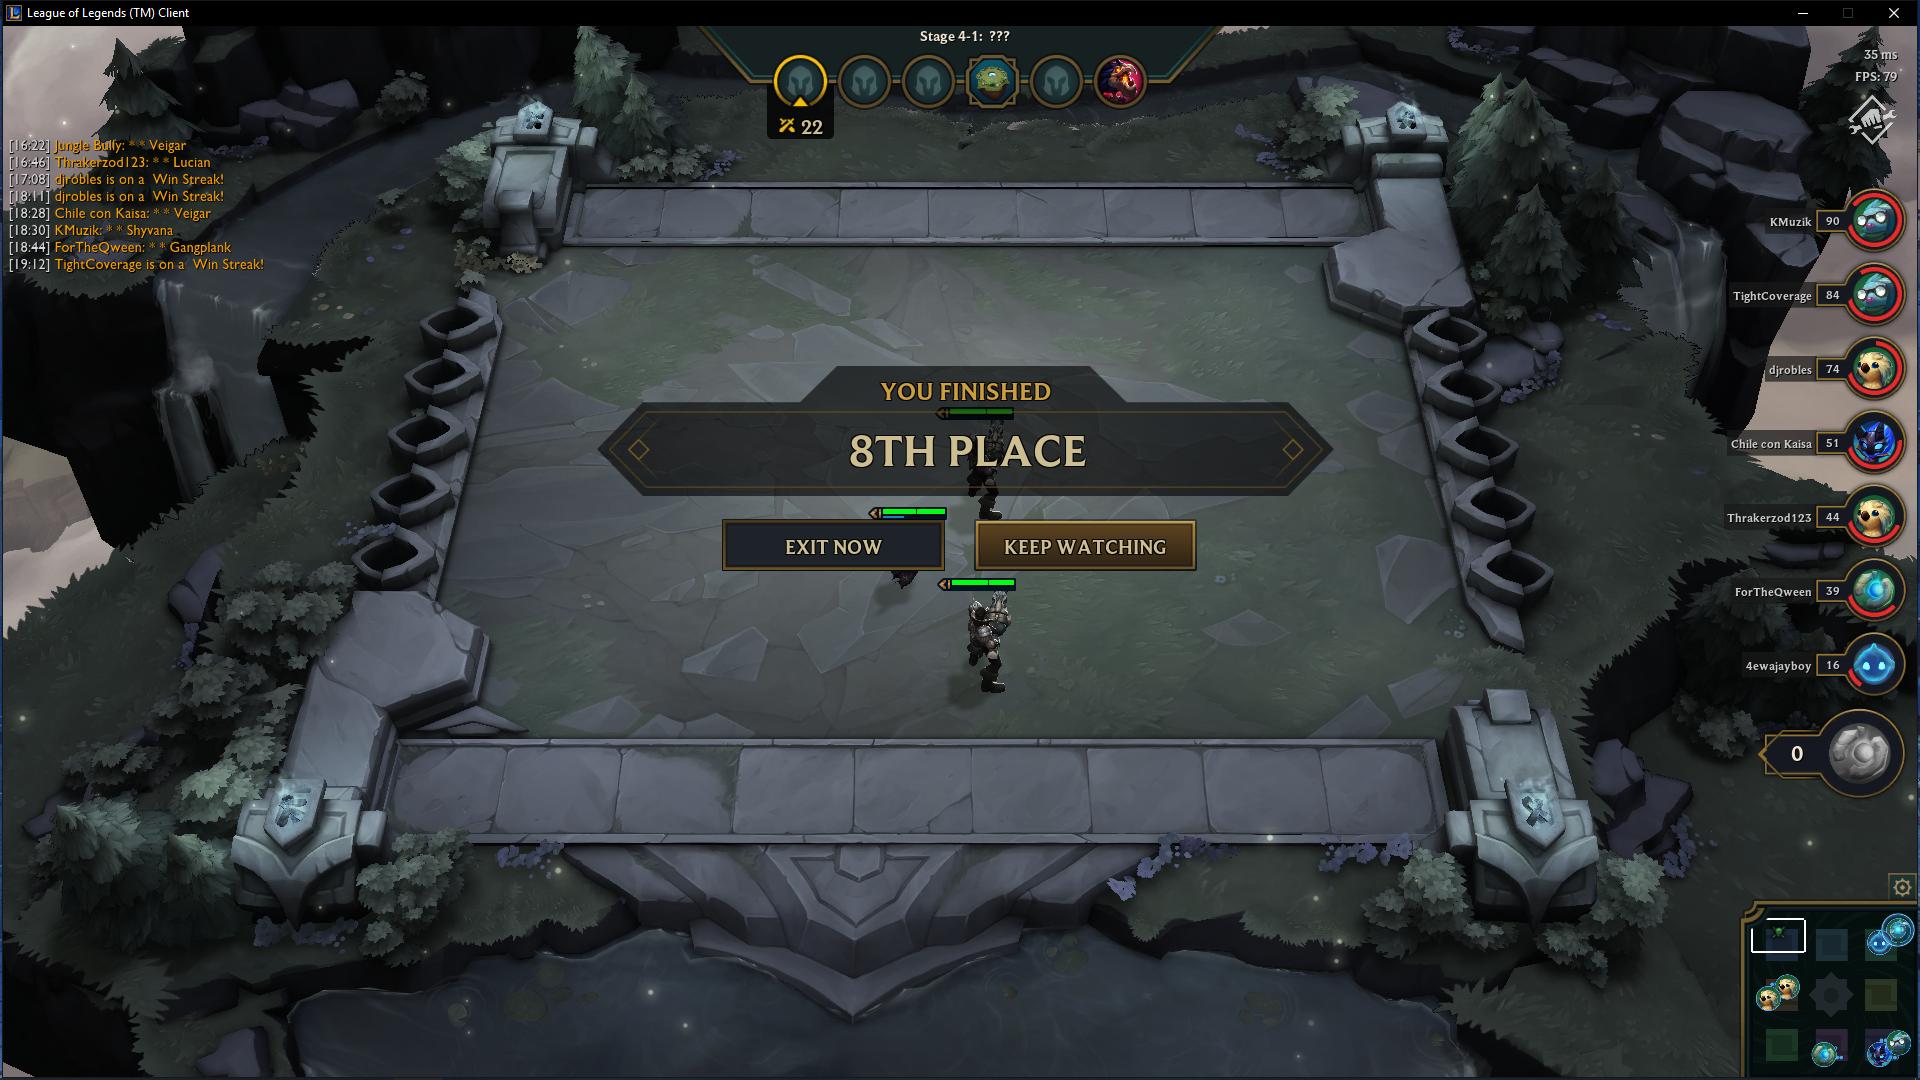 League of Legends (TM) Client
Stage 4-1: ???
22
35 ms
FPS: 79
[16:22] Jungle Bully: * * Veigar
[16:46] Thrakerzod123: * * Lucian
[17:08] djrobles is on a  Win Streak!
[18:11] djrobles is on a  Win Streak!
[18:28] Chile con Kaisa: * * Veigar
[18:30] KMuzik: * * Shyvana
[18:44] ForTheQween: * * Gangplank
[19:12] TightCoverage is on a  Win Streak!
KMuzik 90
TightCoverage 84
djrobles 74
Chile con Kaisa 51
Thrakerzod123 44
ForTheQween 39
4ewajayboy 16
0
YOU FINISHED
8TH PLACE
EXIT NOW
KEEP WATCHING